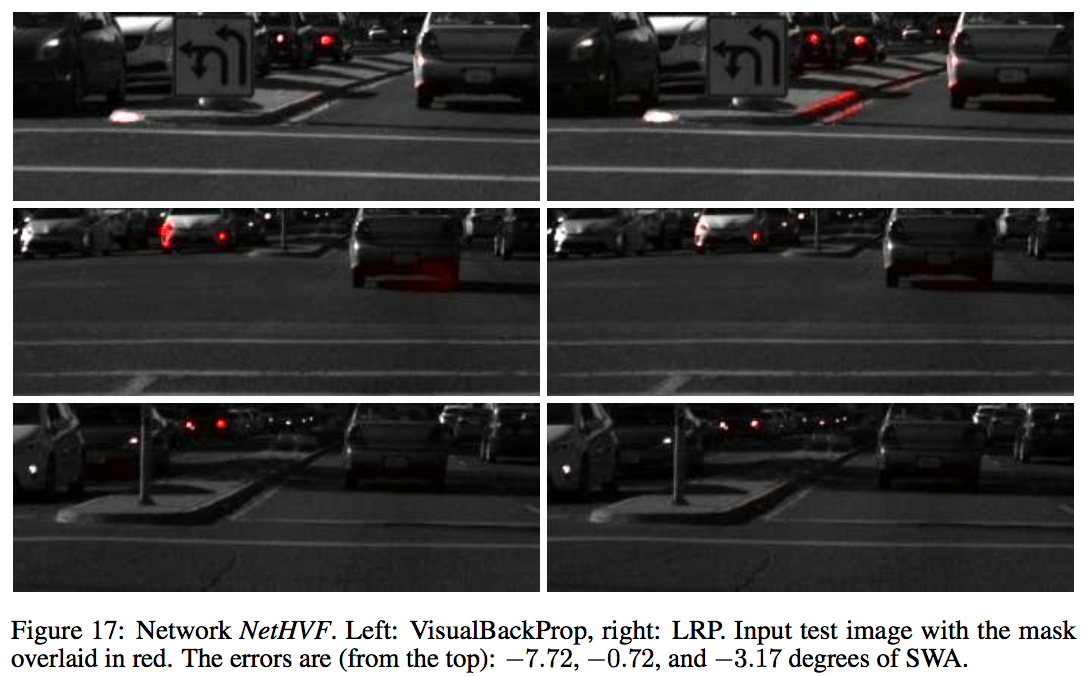 Figure 17: Network NetHVF. Left: VisualBackProp, right: LRP. Input test image with the mask
overlaid in red. The errors are (from the top): −7.72, −0.72, and −3.17 degrees of SWA.